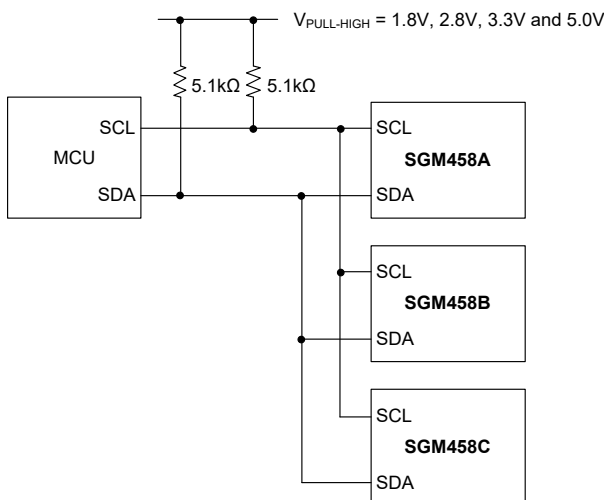 VPULL-HIGH = 1.8V, 2.8V, 3.3V and 5.0V
5.1kΩ 5.1kΩ
MCU
SCL
SDA
SCL
SGM458A
SDA
SCL
SGM458B
SDA
SCL
SGM458C
SDA